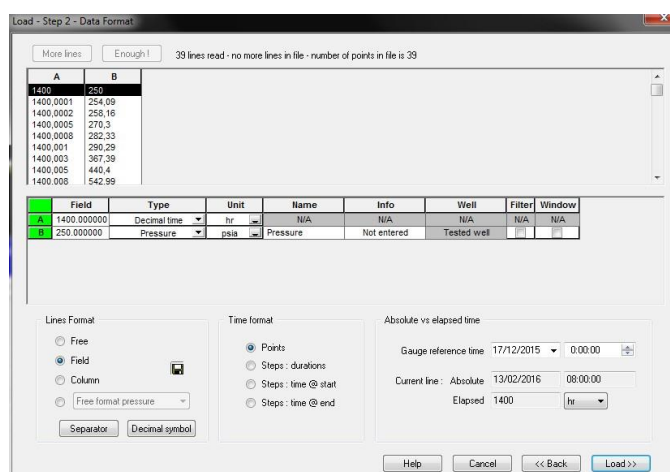 Load - Step 2 - Data Format
More lines Enough ! 39 lines read - no more lines in file - number of points in file is 39
A B
1400 250
1400,0001 254,09
1400,0002 258,16
1400,0005 270,3
1400,0008 282,33
1400,001 290,29
1400,003 367,39
1400,005 440,4
1400,008 542,99
Field Type Unit Name Info Well Filter Window
A 1400.000000 Decimal time hr N/A N/A N/A N/A N/A
B 250.000000 Pressure psia Pressure Not entered Tested well
Lines Format
Free
Field
Column
Free format pressure
Separator Decimal symbol
Time format
Points
Steps : durations
Steps : time @ start
Steps : time @ end
Absolute vs elapsed time
Gauge reference time 17/12/2015 0:00:00
Current line : Absolute 13/02/2016 08:00:00
Elapsed 1400 hr
Help Cancel << Back Load >>